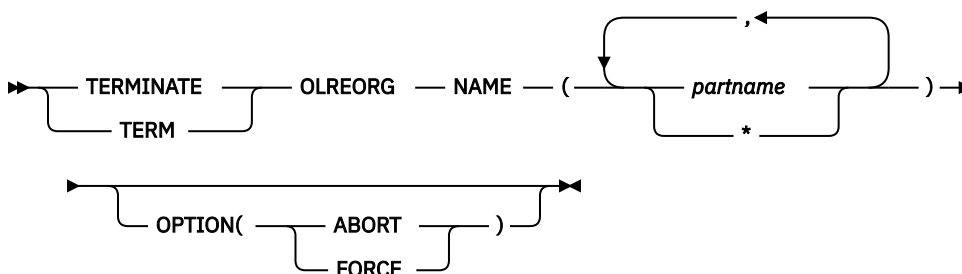 ,
TERMINATE OLREORG NAME ( partname )
TERM *
OPTION( ABORT )
FORCE